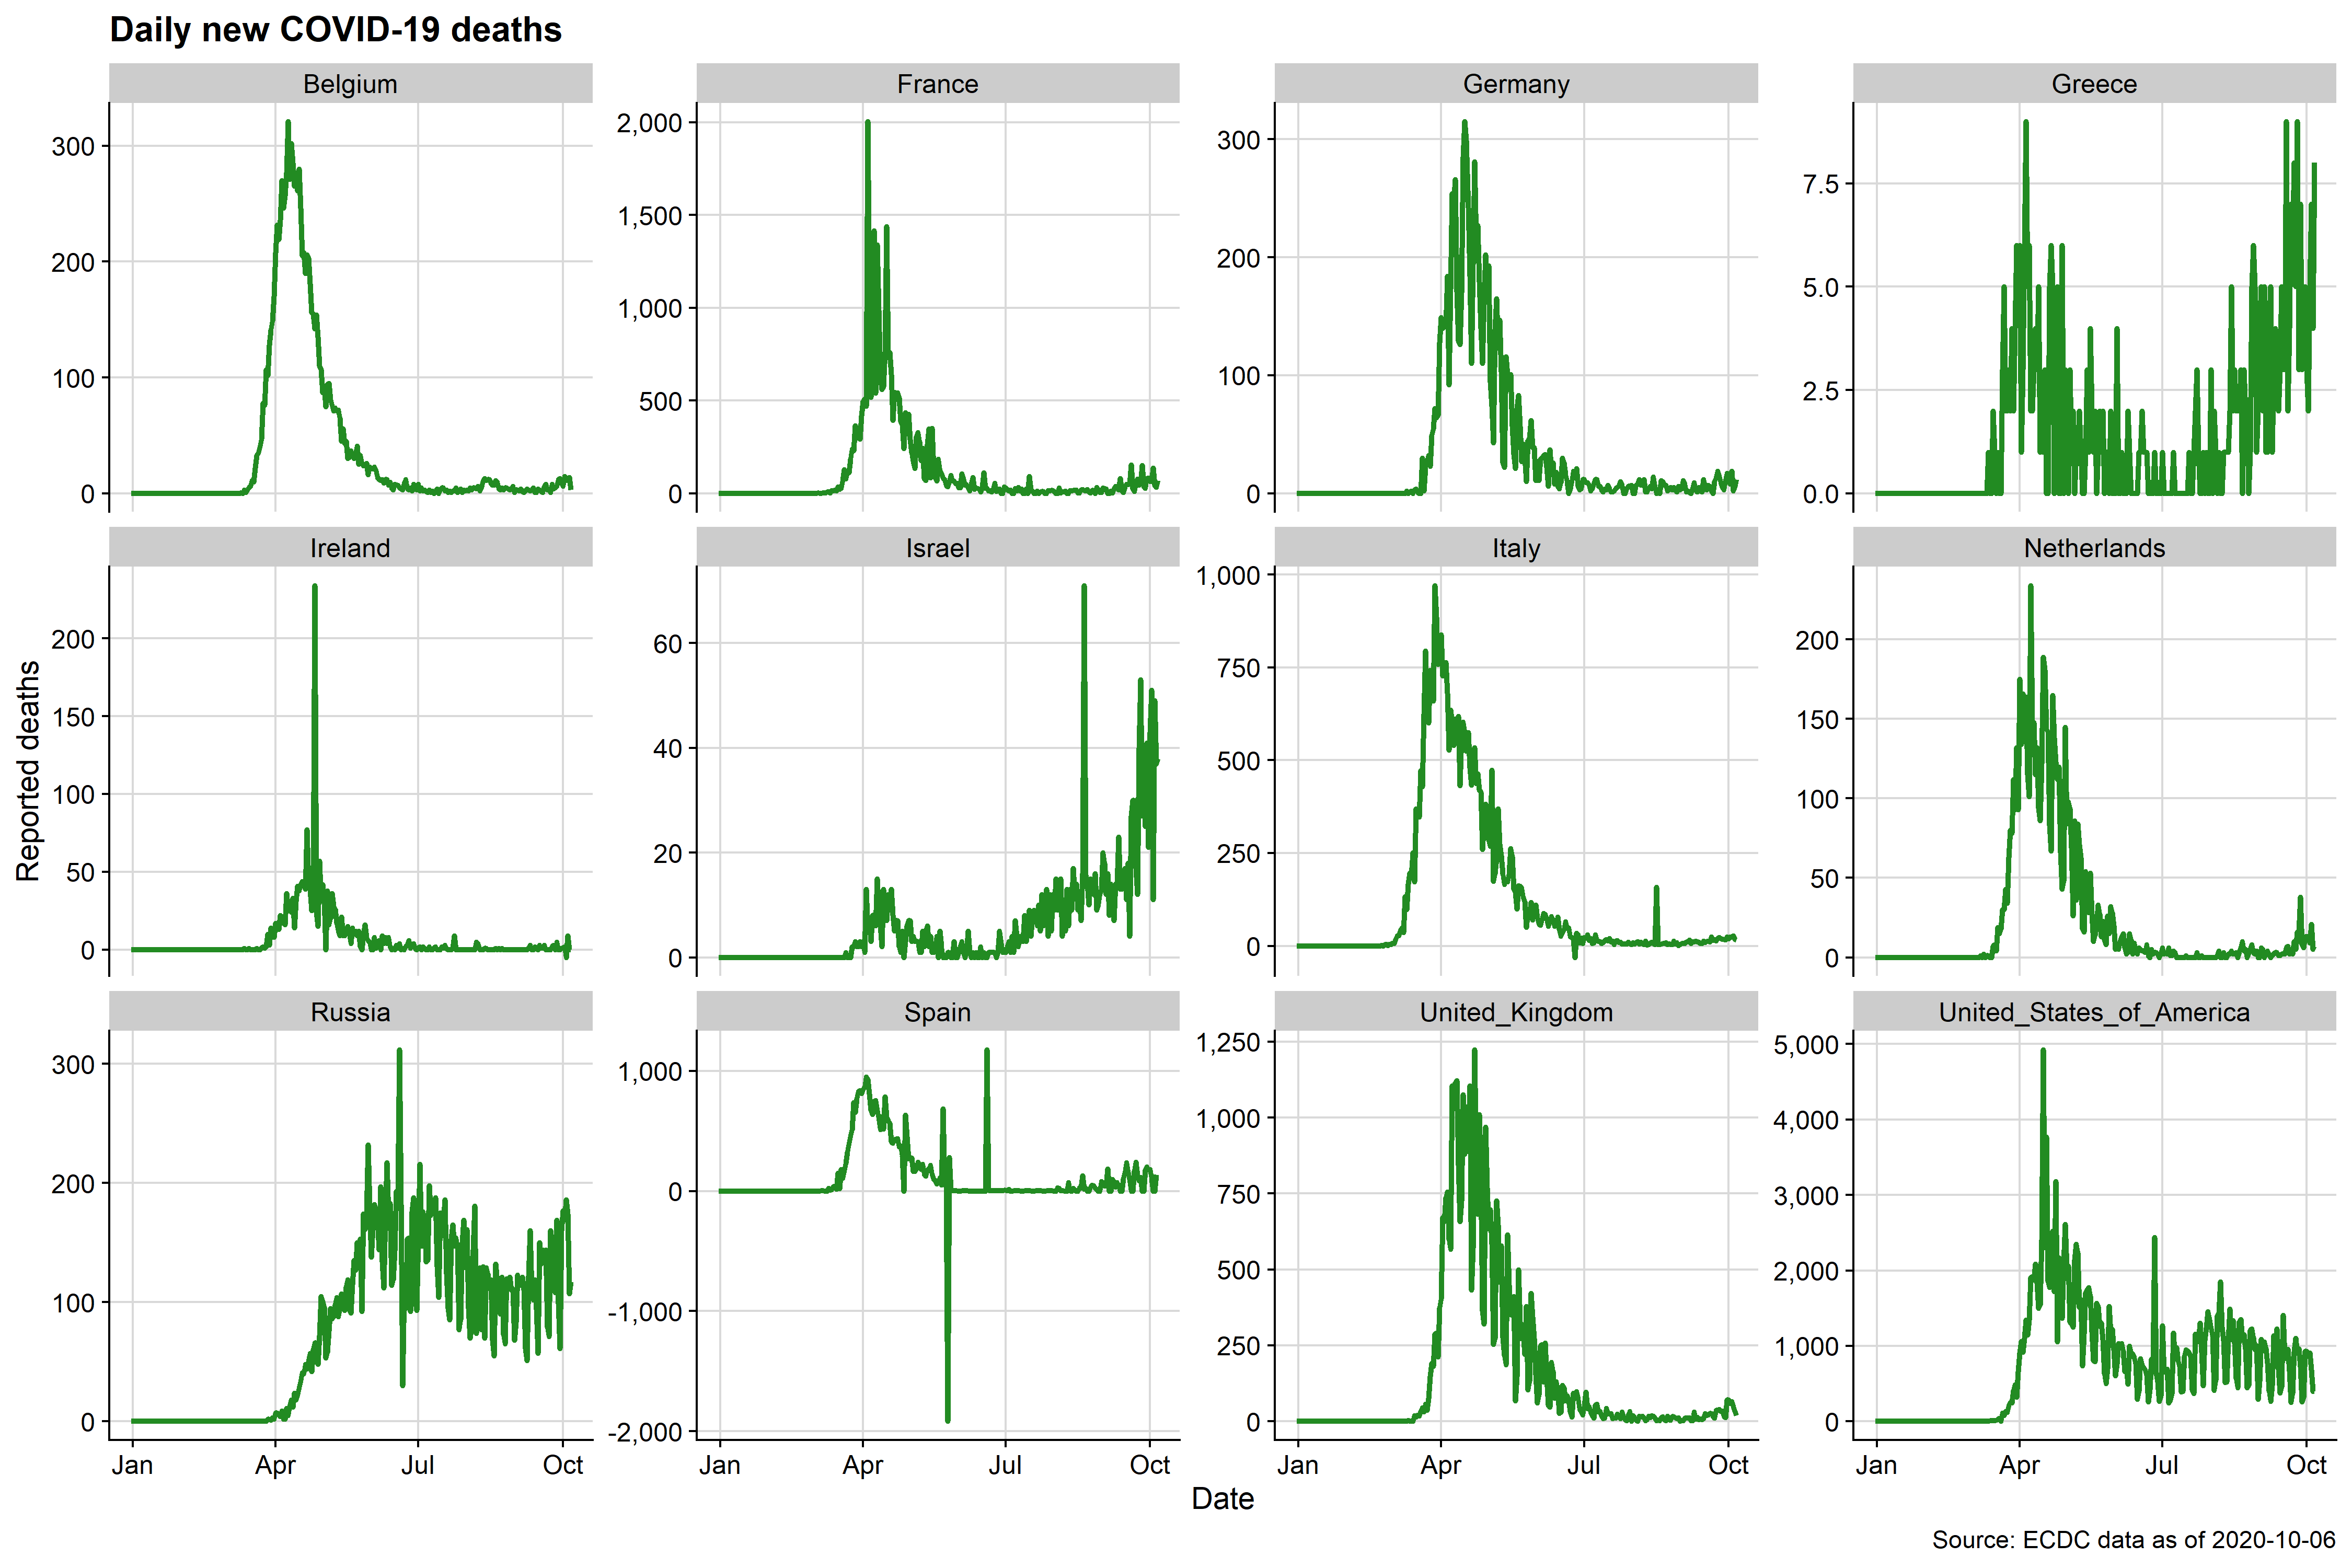 Daily new COVID-19 deaths
Belgium
France
Germany
Greece
300
200
100
0
2,000
1,500
1,000
500
0
300
200
100
0
7.5
5.0
2.5
0.0
Ireland
Israel
Italy
Netherlands
200
150
100
50
0
60
40
20
0
1,000
750
500
250
0
200
150
100
50
0
Reported deaths
Russia
Spain
United_Kingdom
United_States_of_America
300
200
100
0
1,000
0
-1,000
-2,000
1,250
1,000
750
500
250
0
5,000
4,000
3,000
2,000
1,000
0
Jan Apr Jul Oct
Jan Apr Jul Oct
Jan Apr Jul Oct
Jan Apr Jul Oct
Date
Source: ECDC data as of 2020-10-06